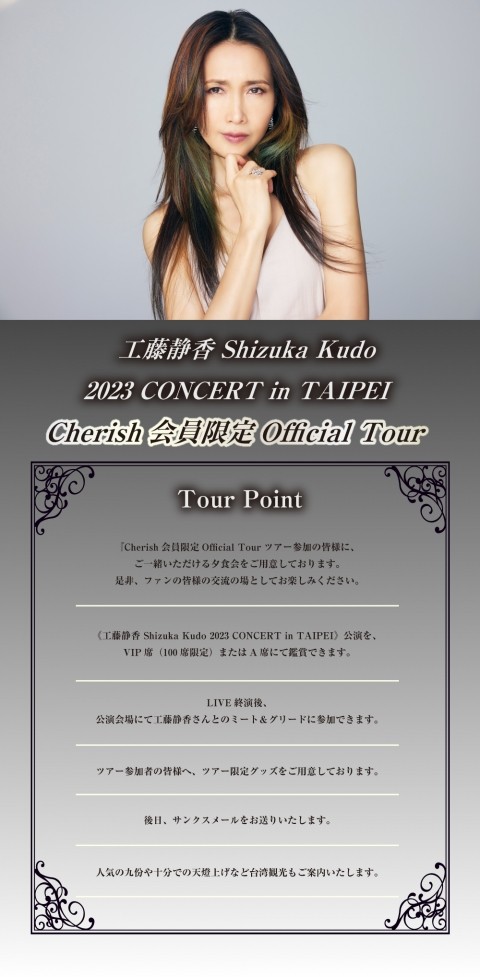 工藤静香 Shizuka Kudo
2023 CONCERT in TAIPEI
Cherish 会員限定 Official Tour
Tour Point
『Cherish 会員限定 Official Tour ツアー参加の皆様に、
ご一緒いただける夕食会をご用意しております。
是非、ファンの皆様の交流の場としてお楽しみください。
《工藤静香 Shizuka Kudo 2023 CONCERT in TAIPEI》公演を、
VIP 席（100 席限定）または A 席にて鑑賞できます。
LIVE 終演後、
公演会場にて工藤静香さんとのミート＆グリードに参加できます。
ツアー参加者の皆様へ、ツアー限定グッズをご用意しております。
後日、サンクスメールをお送りいたします。
人気の九份や十分での天燈上げなど台湾観光もご案内いたします。